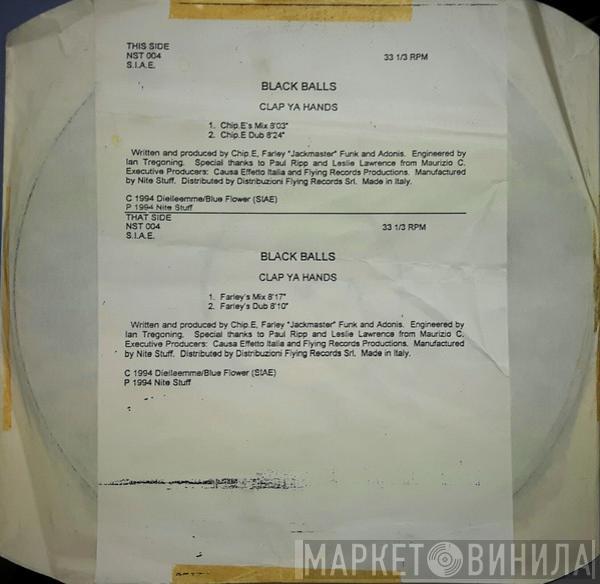 THIS SIDE
NST 004 33 1/3 RPM
S.I.A.E.
BLACK BALLS
CLAP YA HANDS
1. Chip.E's Mix 8'03"
2. Chip.E Dub 8'24"
Written and produced by Chip.E, Farley "Jackmaster" Funk and Adonis. Engineered by
Ian Tregoning. Special thanks to Paul Ripp and Leslie Lawrence from Maurizio C.
Executive Producers: Causa Effetto Italia and Flying Records Productions. Manufactured
by Nite Stuff. Distributed by Distribuzioni Flying Records Srl. Made in Italy.
C 1994 Dielleemme/Blue Flower (SIAE)
P 1994 Nite Stuff
THAT SIDE
NST 004 33 1/3 RPM
S.I.A.E.
BLACK BALLS
CLAP YA HANDS
1. Farley's Mix 8'17"
2. Farley's Dub 8'10"
Written and produced by Chip.E, Farley "Jackmaster" Funk and Adonis. Engineered by
Ian Tregoning. Special thanks to Paul Ripp and Leslie Lawrence from Maurizio C.
Executive Producers: Causa Effetto Italia and Flying Records Productions. Manufactured
by Nite Stuff. Distributed by Distribuzioni Flying Records Srl. Made in Italy.
C 1994 Dielleemme/Blue Flower (SIAE)
P 1994 Nite Stuff
МАРКЕТ ВИНИЛА